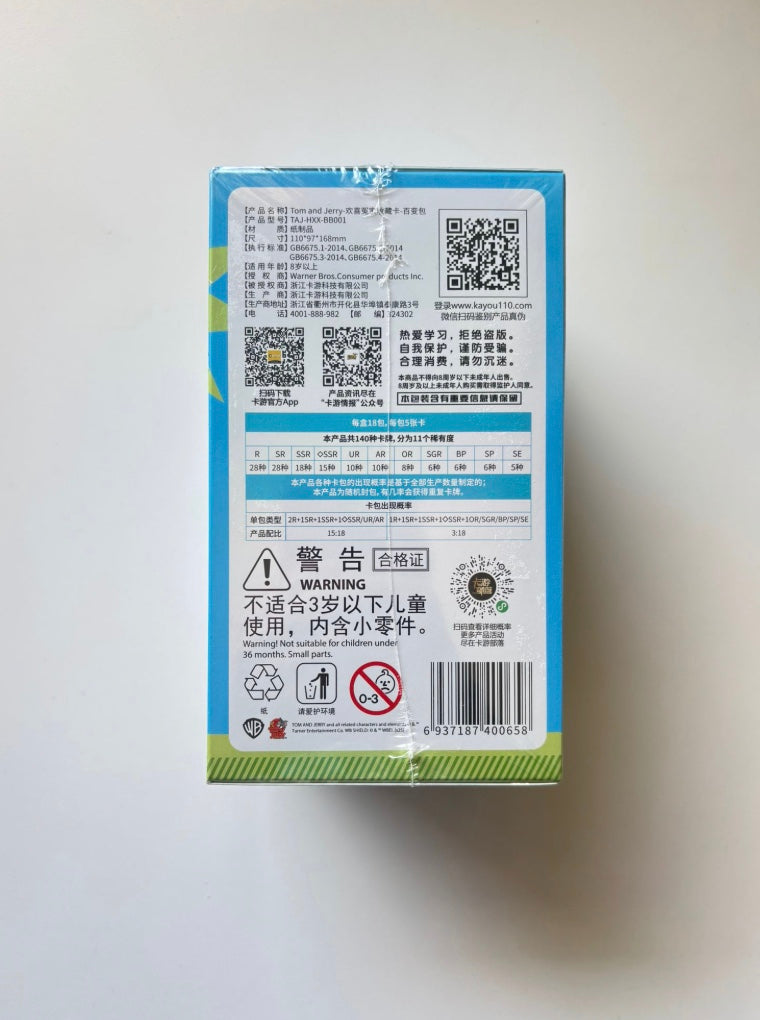 【产品名称】Tom and Jerry-欢喜冤家收藏卡-百变包
【产品型号】TAJ-HXX-BB001
【材 质】纸制品
【尺 寸】110*97*168mm
【执行标准】GB6675.1-2014、GB6675.2-2014
GB6675.3-2014、GB6675.4-2014
【适用年龄】8岁以上
【授 权 商】Warner Bros.Consumer products Inc.
【被授权商】浙江卡游科技有限公司
【生 产 商】浙江卡游科技有限公司
【生产商地址】浙江省衢州市开化县华埠镇泰康路3号
【电 话】4001-888-982 【邮 编】324302
登录www.kayou110.com
微信扫码鉴别产品真伪
扫码下载
卡游官方App
产品资讯尽在
“卡游情报”公众号
热爱学习，拒绝盗版。
自我保护，谨防受骗。
合理消费，请勿沉迷。
本商品不得向8周岁以下未成年人出售。
8周岁及以上未成年人购买需取得监护人同意。
本包装含有重要信息请保留
每盒18包，每包5张卡
本产品共140种卡牌，分为11个稀有度
R SR SSR ◇SSR UR AR OR SGR BP SP SE
28种 28种 18种 15种 10种 10种 8种 6种 6种 6种 5种
本产品各种卡包的出现概率是基于全部生产数量制定的；
本产品为随机封包，有几率会获得重复卡牌。
卡包出现概率
单包类型 2R+1SR+1SSR+1◇SSR/UR/AR 1R+1SR+1SSR+1◇SSR+1OR/SGR/BP/SP/SE
产品配比 15:18 3:18
警告 合格证
WARNING
不适合3岁以下儿童
使用，内含小零件。
Warning! Not suitable for children under
36 months. Small parts.
卡游
部落
扫码查看详细概率
更多产品活动
尽在卡游部落
纸
请爱护环境
0-3
WB
TOM AND JERRY and all related characters and elements © & ™
Turner Entertainment Co. WB SHIELD: © & ™ WBEI.
6 937187 400658